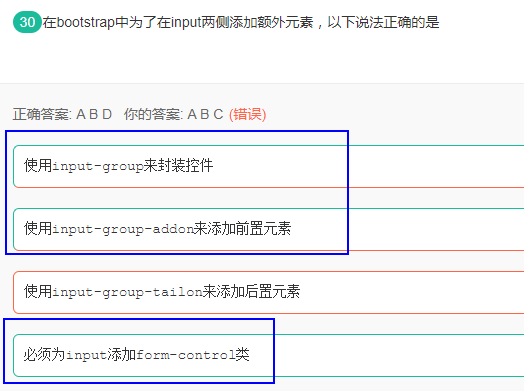 30 在bootstrap中为了在input两侧添加额外元素，以下说法正确的是
正确答案: A B D 你的答案: A B C (错误)
使用input-group来封装控件
使用input-group-addon来添加前置元素
使用input-group-tailon来添加后置元素
必须为input添加form-control类